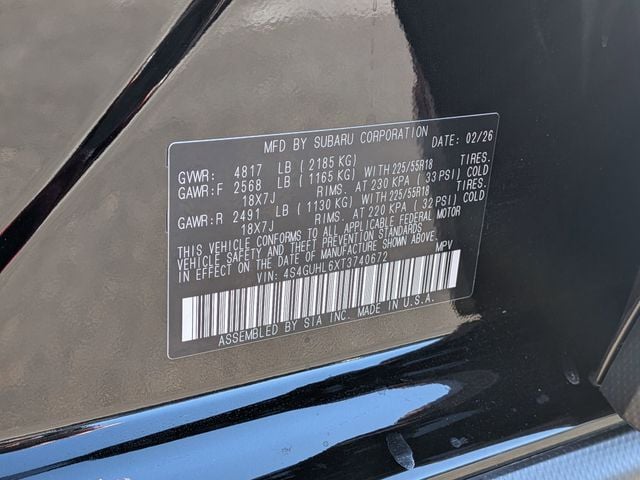 MFD BY SUBARU CORPORATION DATE: 02/26
GVWR: 4817 LB ( 2185 KG)
GAWR:F 2568 LB ( 1165 KG) WITH 225/55R18 TIRES.
18X7J RIMS. AT 230 KPA ( 33 PSI) COLD
GAWR:R 2491 LB ( 1130 KG) WITH 225/55R18 TIRES.
18X7J RIMS. AT 220 KPA ( 32 PSI) COLD
THIS VEHICLE CONFORMS TO ALL APPLICABLE FEDERAL MOTOR
VEHICLE SAFETY AND THEFT PREVENTION STANDARDS
IN EFFECT ON THE DATE OF MANUFACTURE SHOWN ABOVE.
VIN: 4S4GUHL6XT3740672 MPV
ASSEMBLED BY SIA INC. MADE IN U.S.A.